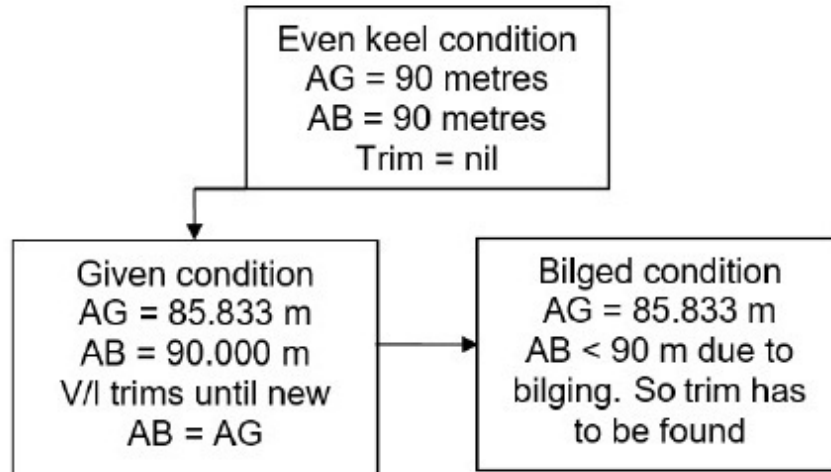 Even keel condition
AG = 90 metres
AB = 90 metres
Trim = nil
Given condition
AG = 85.833 m
AB = 90.000 m
V/l trims until new
AB = AG
Bilged condition
AG = 85.833 m
AB < 90 m due to
bilging. So trim has
to be found